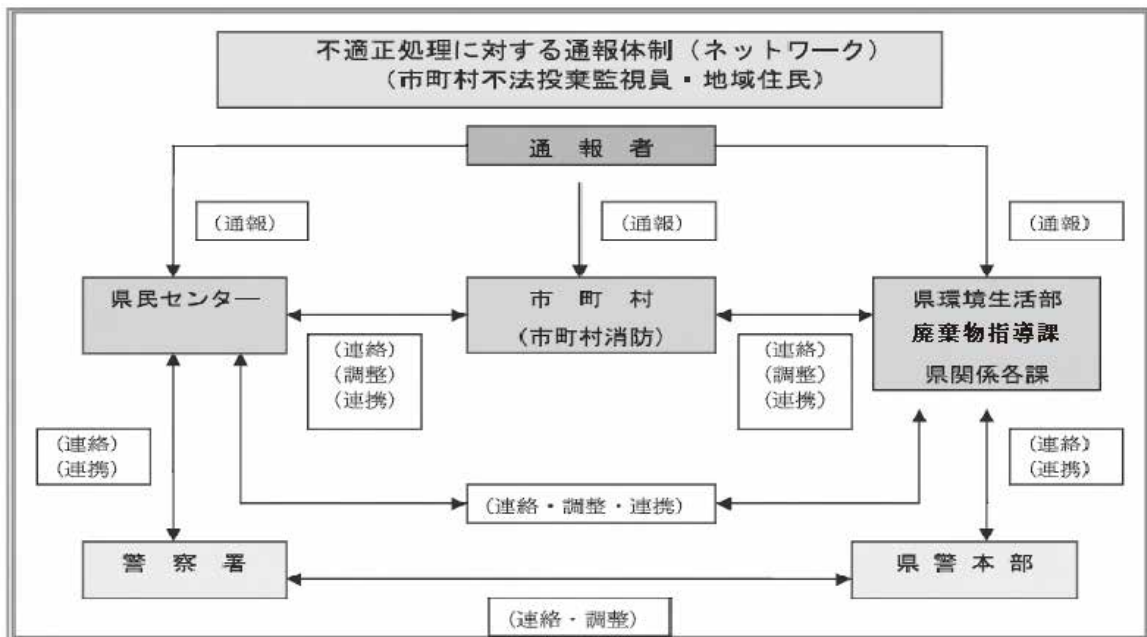 不適正処理に対する通報体制（ネットワーク）
（市町村不法投棄監視員・地域住民）
通報者
（通報）
（通報）
（通報）
県民センター
市町村
（市町村消防）
県環境生活部
廃棄物指導課
県関係各課
（連絡）
（調整）
（連携）
（連絡）
（調整）
（連携）
（連絡）
（連携）
（連絡）
（連携）
（連絡・調整・連携）
警察署
県警本部
（連絡・調整）